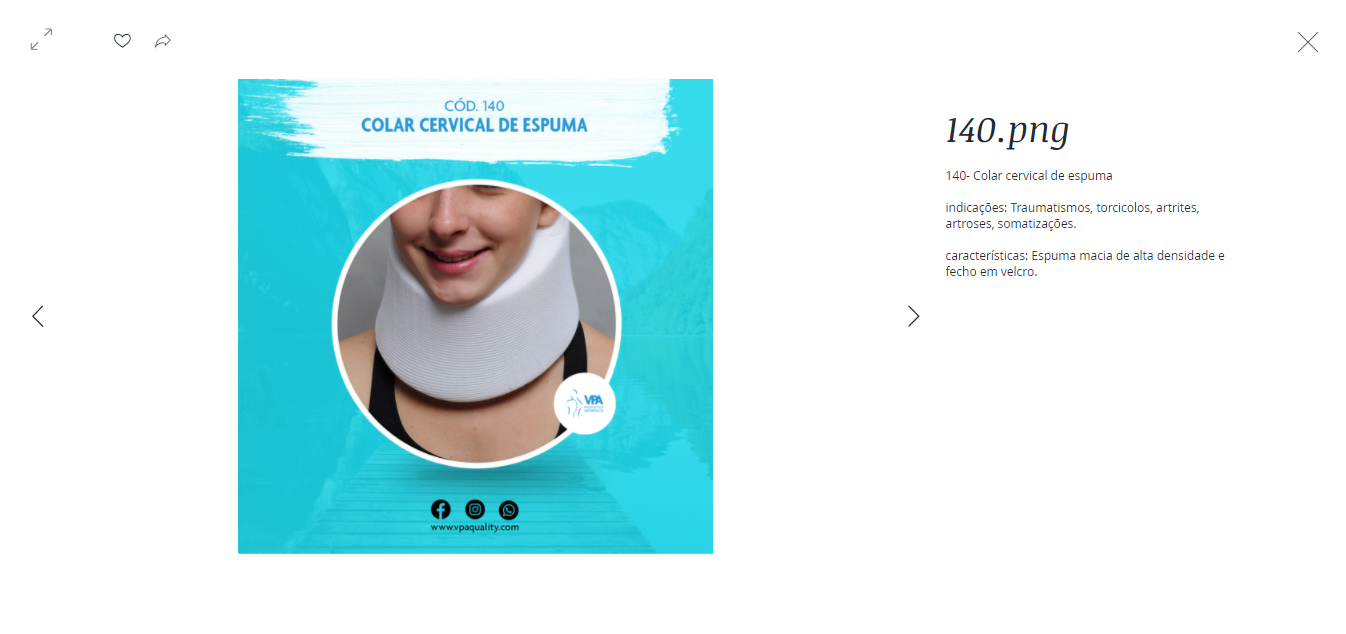 CÓD. 140
COLAR CERVICAL DE ESPUMA
VPA
www.vpaquality.com
140.png
140- Colar cervical de espuma
indicações: Traumatismos, torcicolos, artrites,
artroses, somatizações.
características: Espuma macia de alta densidade e
fecho em velcro.